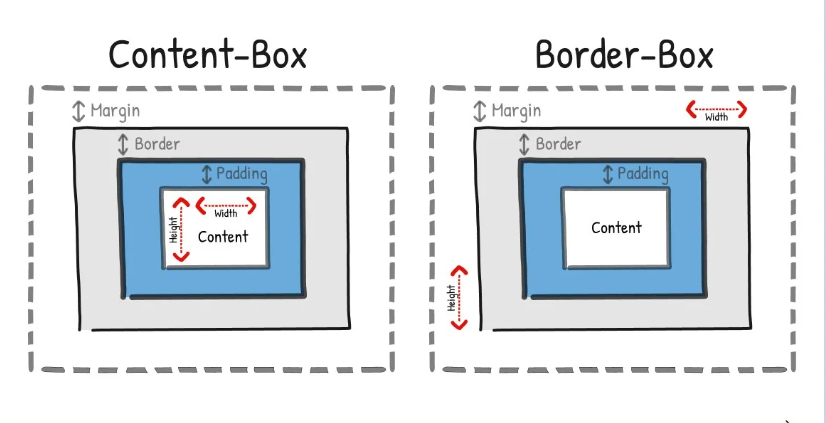 Content-Box
Margin
Border
Padding
Width
Height
Content
Border-Box
Margin
Width
Border
Padding
Content
Height